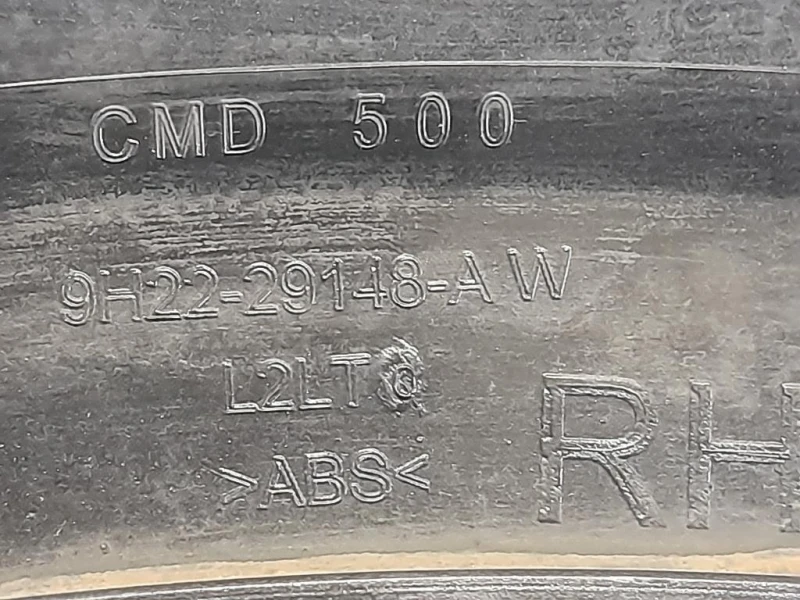 CMD 500
9H22-29148-AW
L2LT
>ABS<
RH